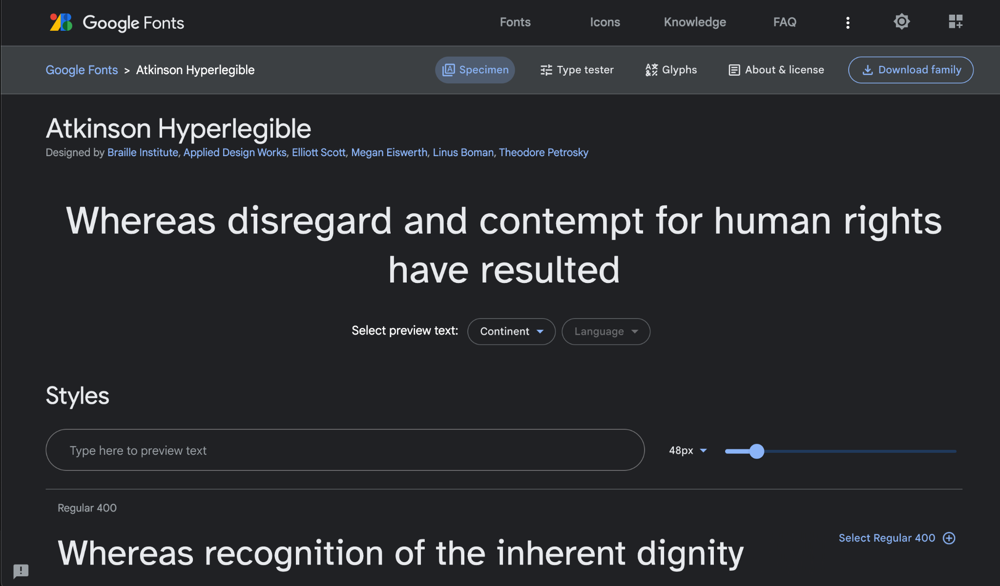 Google Fonts
Fonts Icons Knowledge FAQ
Google Fonts > Atkinson Hyperlegible
Specimen Type tester Glyphs About & license Download family
Atkinson Hyperlegible
Designed by Braille Institute, Applied Design Works, Elliott Scott, Megan Eiswerth, Linus Boman, Theodore Petrosky
Whereas disregard and contempt for human rights
have resulted
Select preview text: Continent Language
Styles
Type here to preview text 48px
Regular 400
Select Regular 400
Whereas recognition of the inherent dignity